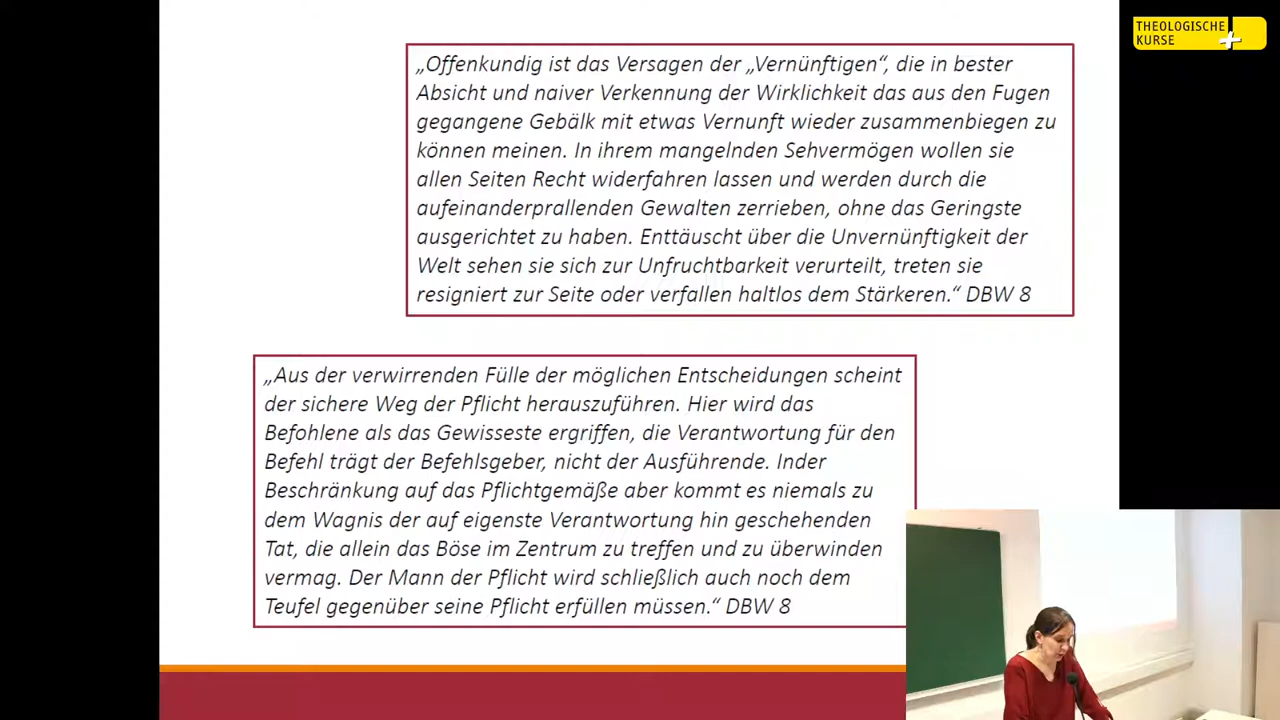 THEOLOGISCHE
KURSE
„Offenkundig ist das Versagen der „Vernünftigen“, die in bester
Absicht und naiver Verkennung der Wirklichkeit das aus den Fugen
gegangene Gebälk mit etwas Vernunft wieder zusammenbiegen zu
können meinen. In ihrem mangelnden Sehvermögen wollen sie
allen Seiten Recht widerfahren lassen und werden durch die
aufeinanderprallenden Gewalten zerrieben, ohne das Geringste
ausgerichtet zu haben. Enttäuscht über die Unvernünftigkeit der
Welt sehen sie sich zur Unfruchtbarkeit verurteilt, treten sie
resigniert zur Seite oder verfallen haltlos dem Stärkeren.“ DBW 8
„Aus der verwirrenden Fülle der möglichen Entscheidungen scheint
der sichere Weg der Pflicht herauszuführen. Hier wird das
Befohlene als das Gewisseste ergriffen, die Verantwortung für den
Befehl trägt der Befehlsgeber, nicht der Ausführende. Inder
Beschränkung auf das Pflichtgemäße aber kommt es niemals zu
dem Wagnis der auf eigenste Verantwortung hin geschehenden
Tat, die allein das Böse im Zentrum zu treffen und zu überwinden
vermag. Der Mann der Pflicht wird schließlich auch noch dem
Teufel gegenüber seine Pflicht erfüllen müssen.“ DBW 8